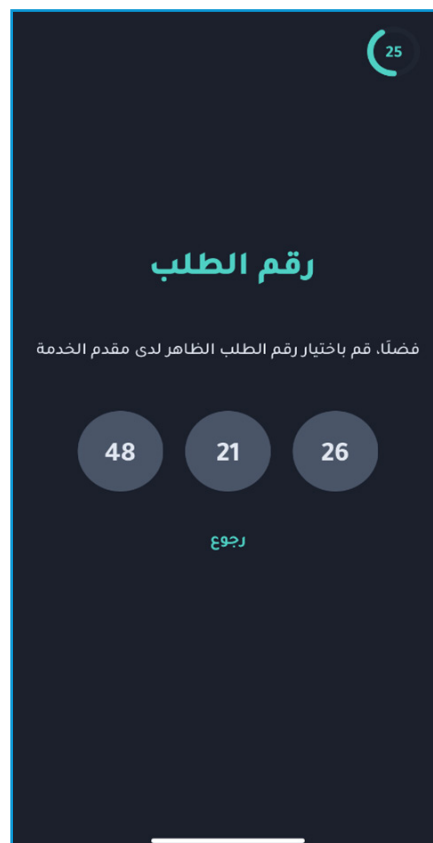 25
رقم الطلب
فضلًا، قم باختيار رقم الطلب الظاهر لدى مقدم الخدمة
26 21 48
رجوع